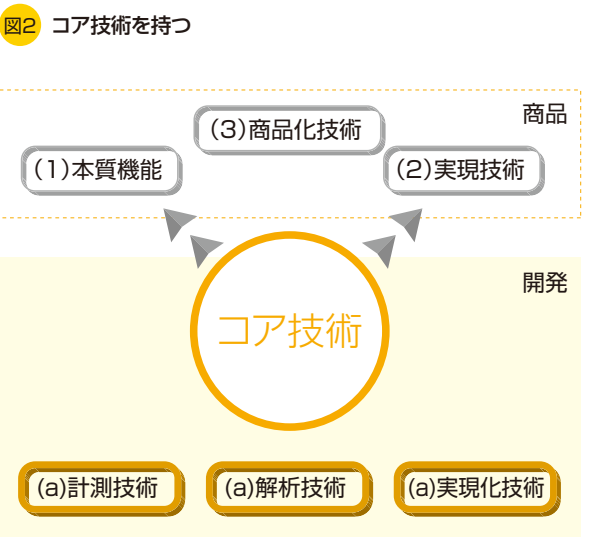 図2 コア技術を持つ
商品
(3)商品化技術
(1)本質機能
(2)実現技術
開発
コア技術
(a)計測技術
(a)解析技術
(a)実現化技術